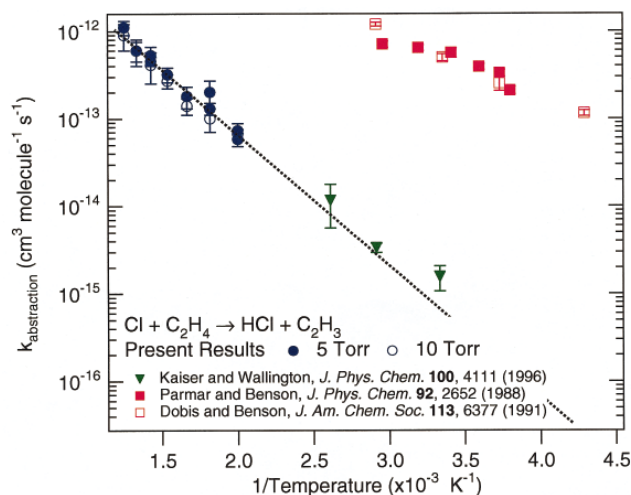 10⁻¹²
10⁻¹³
10⁻¹⁴
10⁻¹⁵
10⁻¹⁶
k_abstraction (cm³ molecule⁻¹ s⁻¹)
Cl + C₂H₄ → HCl + C₂H₃
Present Results ● 5 Torr ○ 10 Torr
▼ Kaiser and Wallington, J. Phys. Chem. 100, 4111 (1996)
■ Parmar and Benson, J. Phys. Chem. 92, 2652 (1988)
□ Dobis and Benson, J. Am. Chem. Soc. 113, 6377 (1991)
1.5 2.0 2.5 3.0 3.5 4.0 4.5
1/Temperature (x10⁻³ K⁻¹)